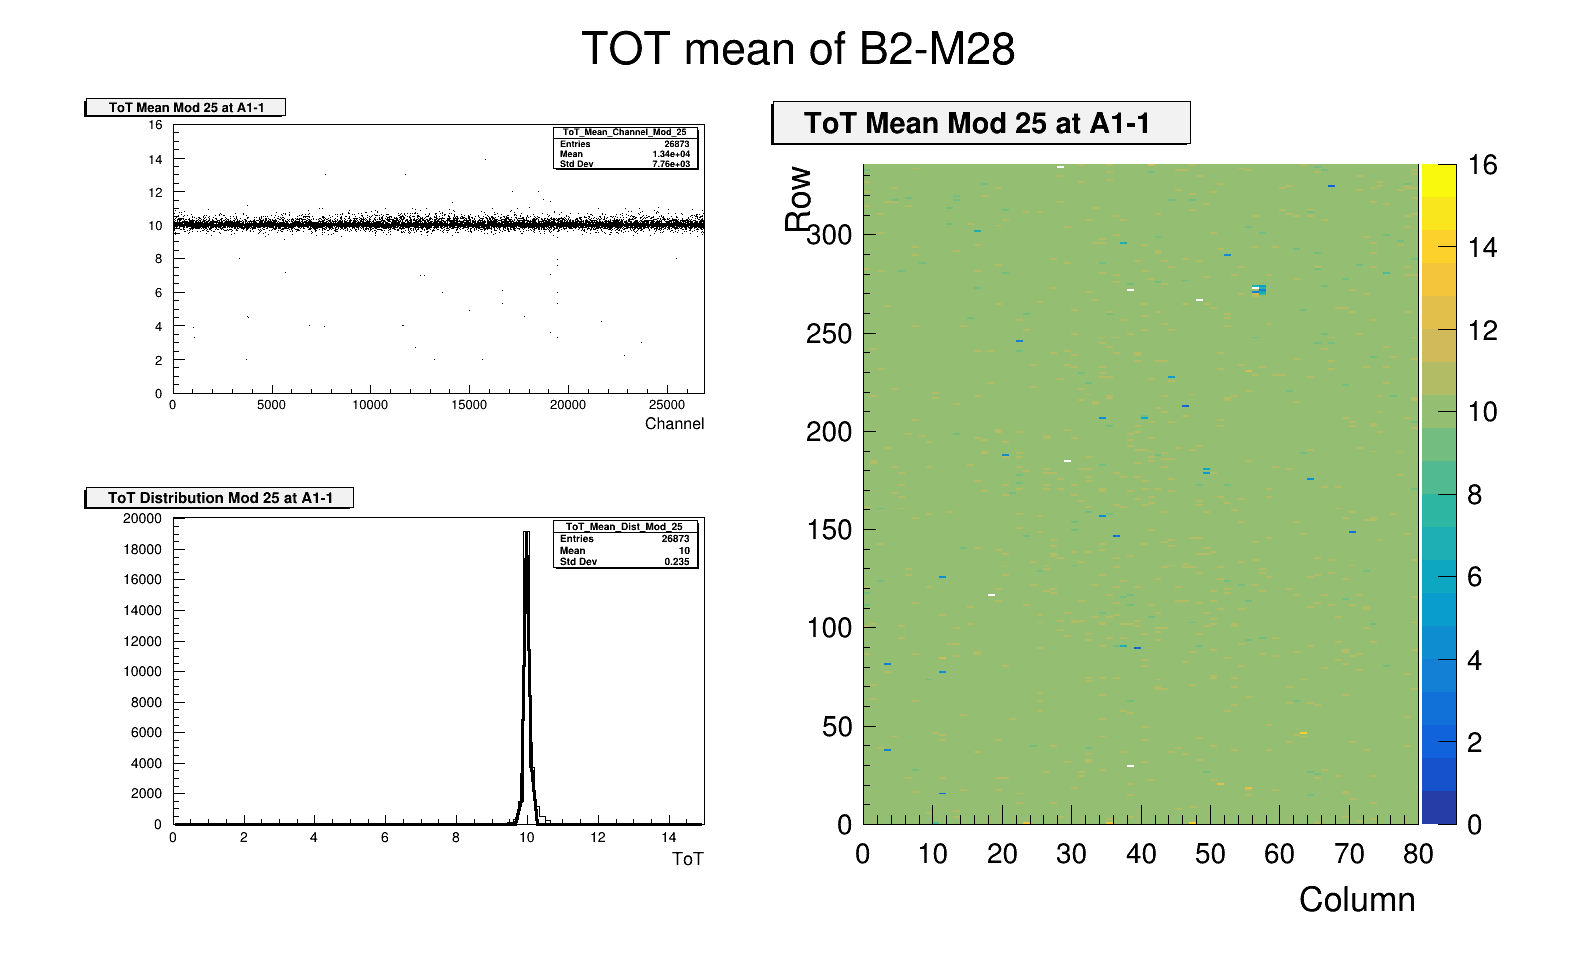 TOT mean of B2-M28
ToT Mean Mod 25 at A1-1
ToT_Mean_Channel_Mod_25
Entries 26873
Mean 1.34e+04
Std Dev 7.76e+03
16
14
12
10
8
6
4
2
0
0 5000 10000 15000 20000 25000
Channel
ToT Distribution Mod 25 at A1-1
ToT_Mean_Dist_Mod_25
Entries 26873
Mean 10
Std Dev 0.235
20000
18000
16000
14000
12000
10000
8000
6000
4000
2000
0
0 2 4 6 8 10 12 14
ToT
ToT Mean Mod 25 at A1-1
Row
300
250
200
150
100
50
0
0 10 20 30 40 50 60 70 80
Column
16
14
12
10
8
6
4
2
0